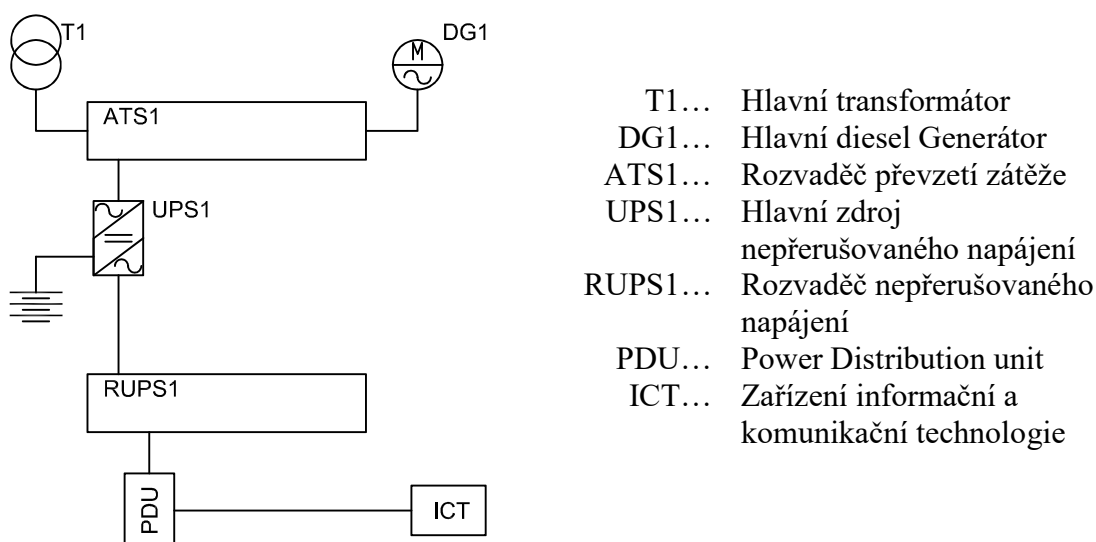 T1
DG1
M
ATS1
UPS1
RUPS1
PDU
ICT
T1… Hlavní transformátor
DG1… Hlavní diesel Generátor
ATS1… Rozvaděč převzetí zátěže
UPS1… Hlavní zdroj
nepřerušovaného napájení
RUPS1… Rozvaděč nepřerušovaného
napájení
PDU… Power Distribution unit
ICT… Zařízení informační a
komunikační technologie